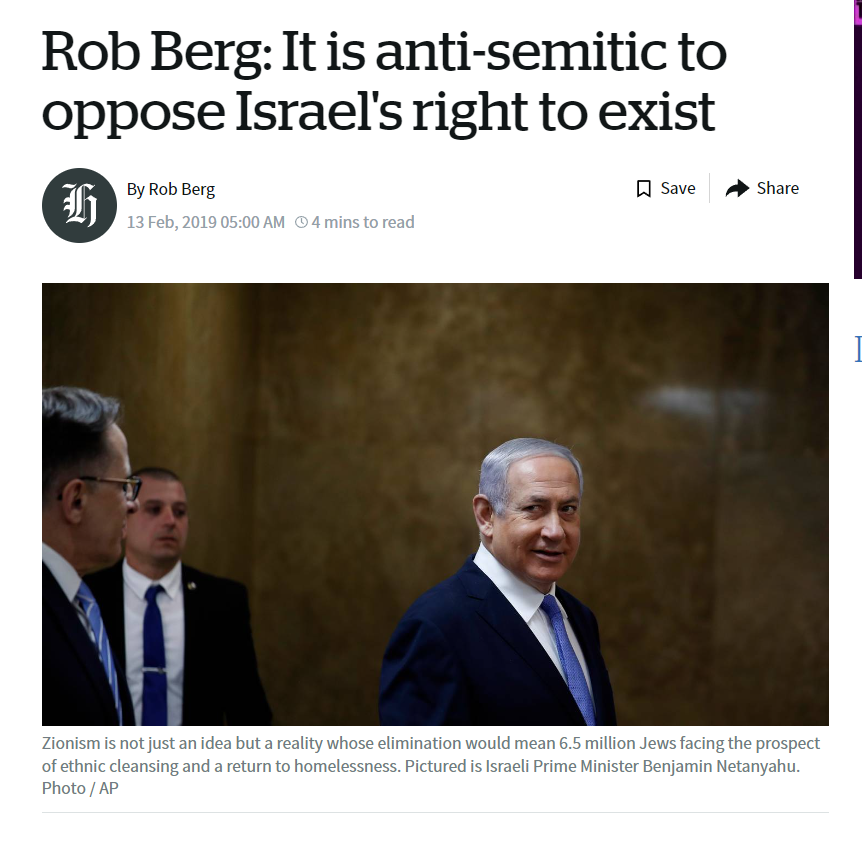 Rob Berg: It is anti-semitic to
oppose Israel's right to exist
By Rob Berg
13 Feb, 2019 05:00 AM 4 mins to read
Save
Share
Zionism is not just an idea but a reality whose elimination would mean 6.5 million Jews facing the prospect
of ethnic cleansing and a return to homelessness. Pictured is Israeli Prime Minister Benjamin Netanyahu.
Photo / AP